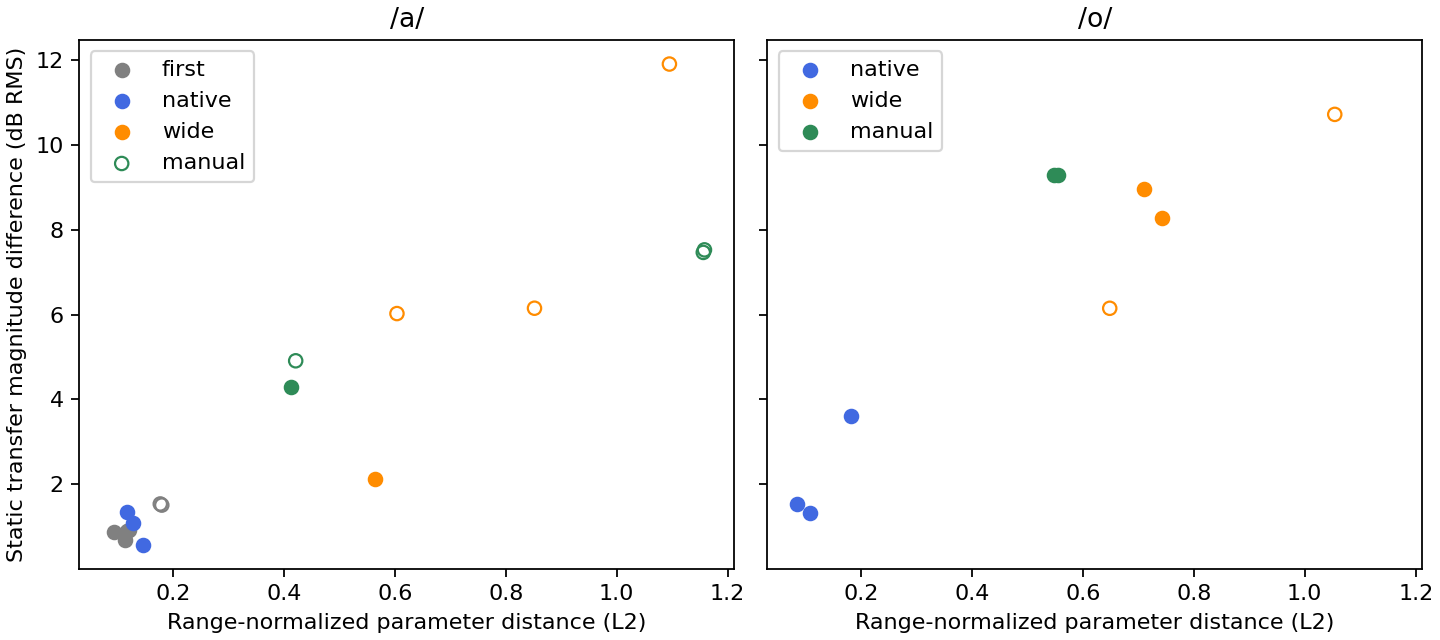 /a/
Static transfer magnitude difference (dB RMS)
12
10
8
6
4
2
first
native
wide
manual
0.2 0.4 0.6 0.8 1.0 1.2
Range-normalized parameter distance (L2)
/o/
native
wide
manual
0.2 0.4 0.6 0.8 1.0 1.2
Range-normalized parameter distance (L2)